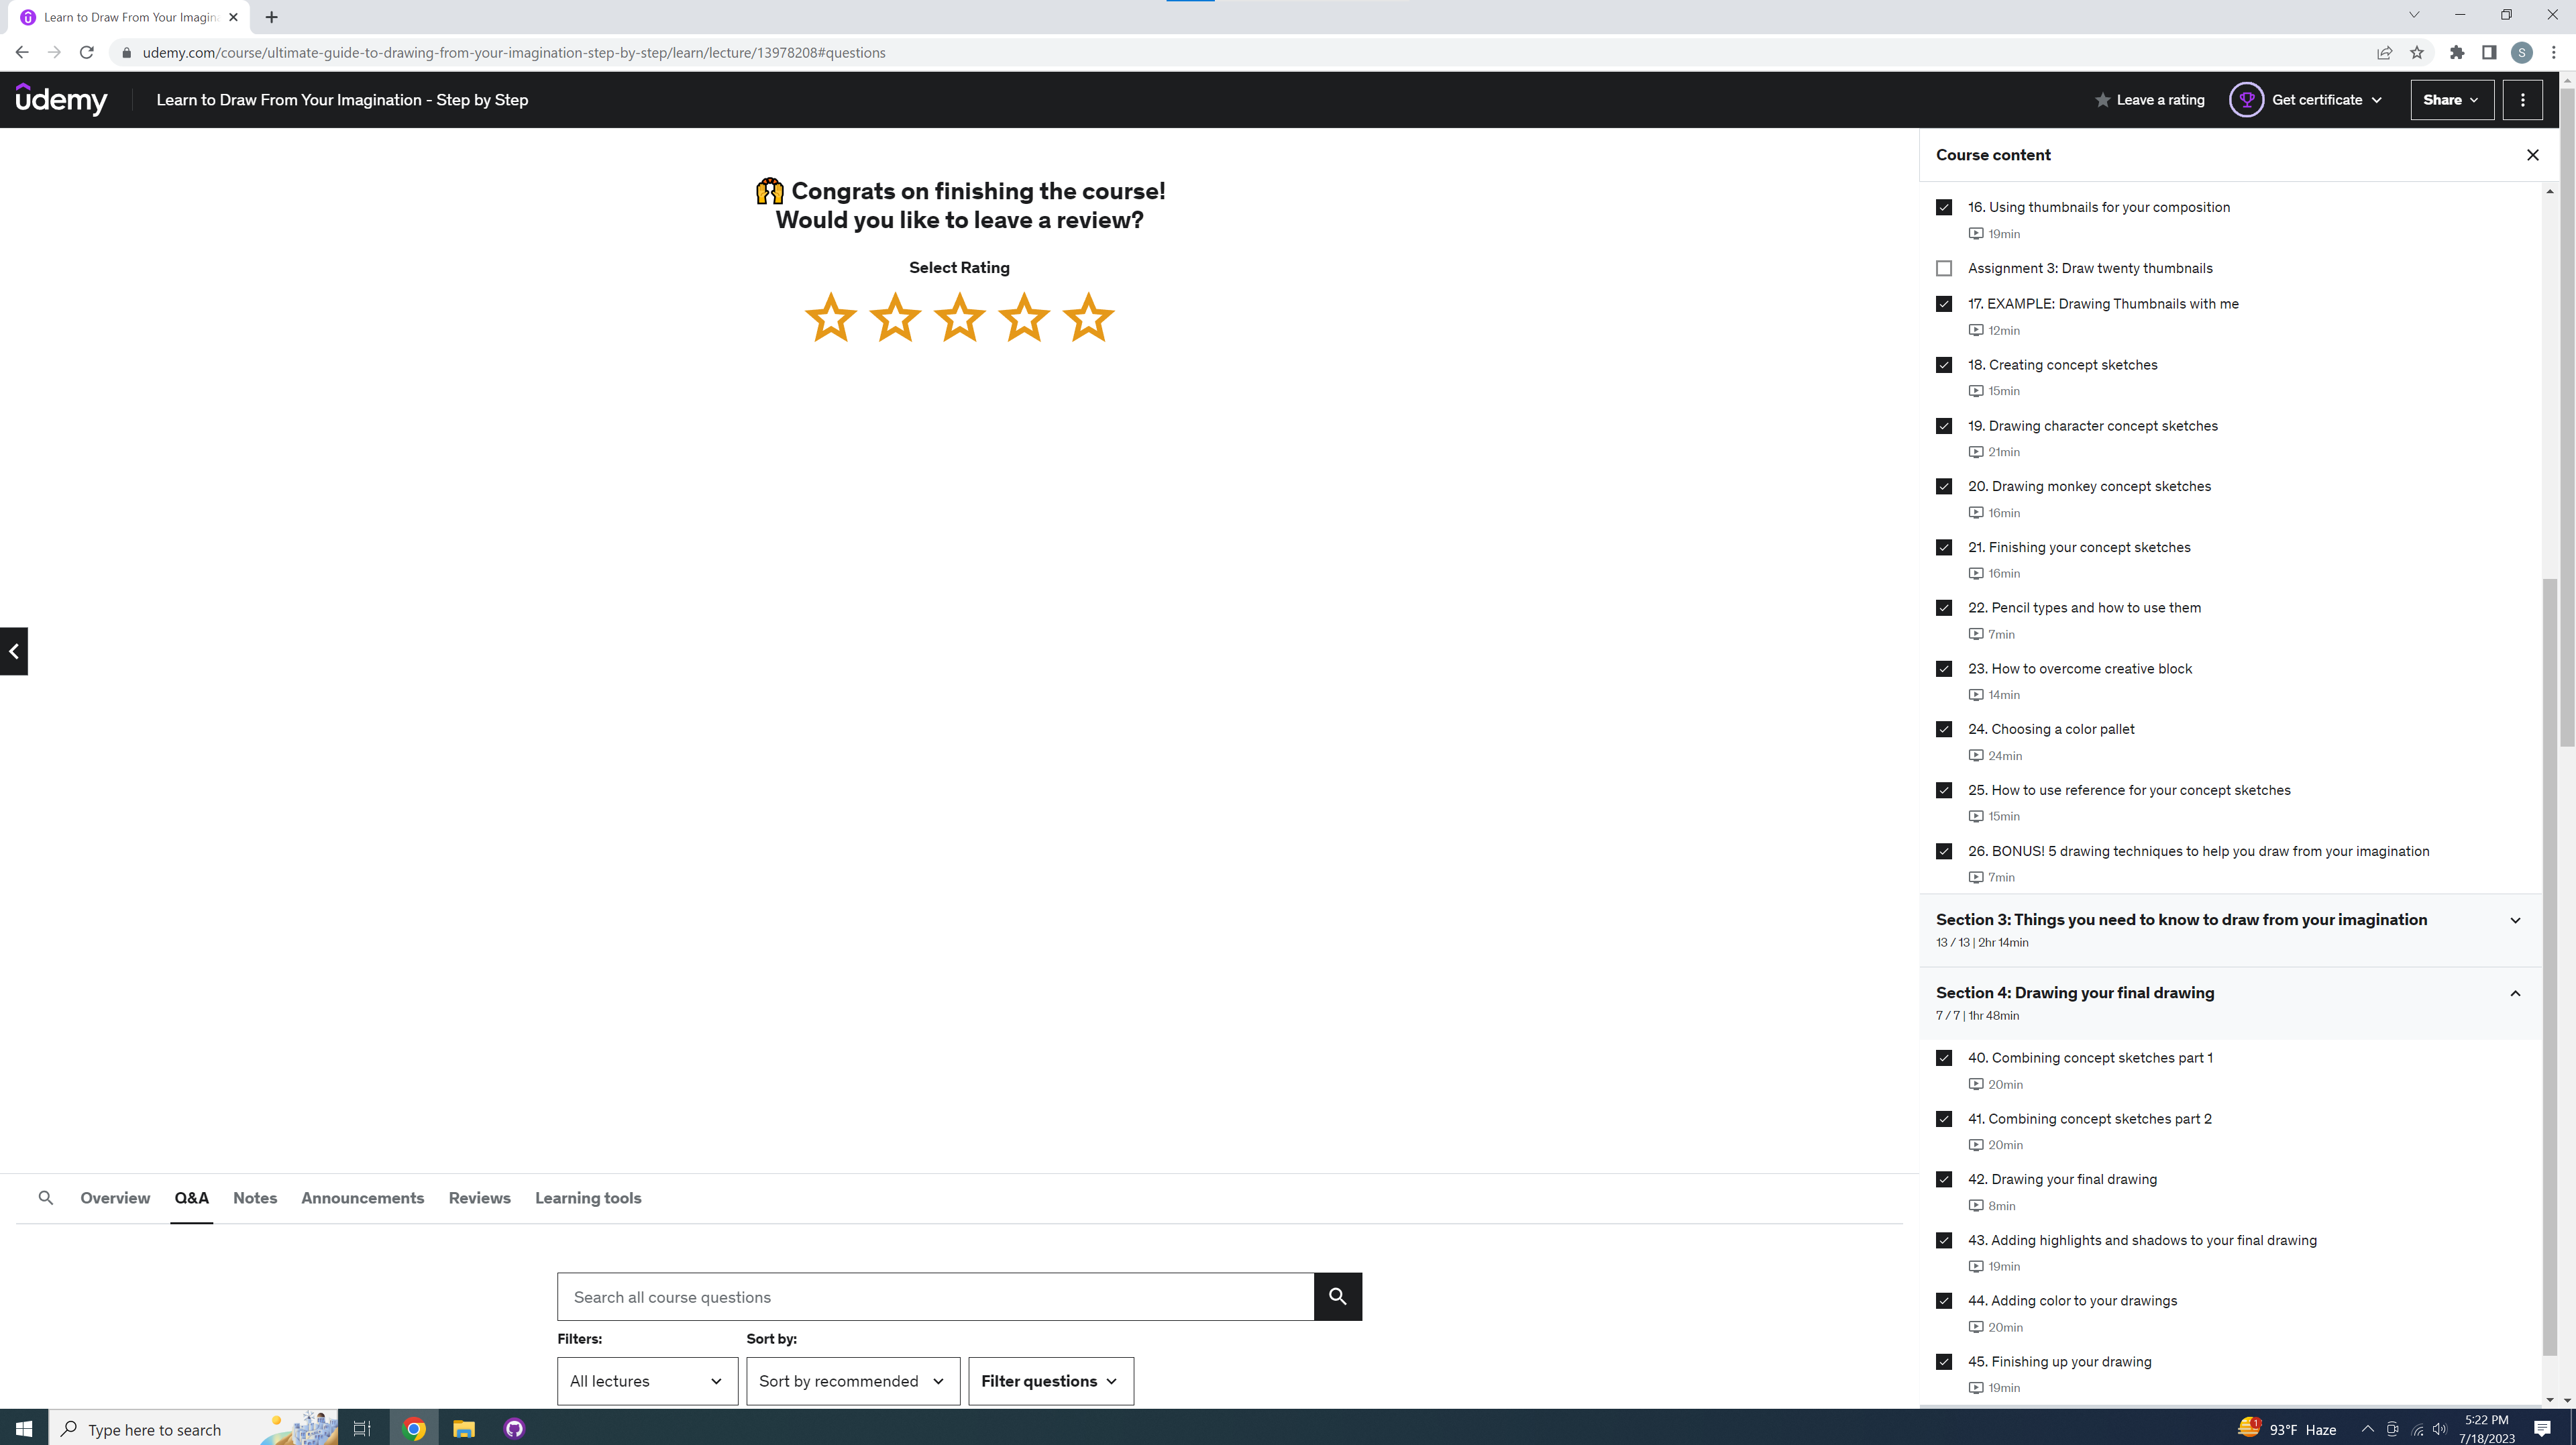 Learn to Draw From Your Imagin
udemy.com/course/ultimate-guide-to-drawing-from-your-imagination-step-by-step/learn/lecture/13978208#questions
S
udemy
Learn to Draw From Your Imagination - Step by Step
Leave a rating
Get certificate
Share
Congrats on finishing the course!
Would you like to leave a review?
Select Rating
Overview
Q&A
Notes
Announcements
Reviews
Learning tools
Search all course questions
Filters:
Sort by:
All lectures
Sort by recommended
Filter questions
Course content
16. Using thumbnails for your composition
19min
Assignment 3: Draw twenty thumbnails
17. EXAMPLE: Drawing Thumbnails with me
12min
18. Creating concept sketches
15min
19. Drawing character concept sketches
21min
20. Drawing monkey concept sketches
16min
21. Finishing your concept sketches
16min
22. Pencil types and how to use them
7min
23. How to overcome creative block
14min
24. Choosing a color pallet
24min
25. How to use reference for your concept sketches
15min
26. BONUS! 5 drawing techniques to help you draw from your imagination
7min
Section 3: Things you need to know to draw from your imagination
13 / 13 | 2hr 14min
Section 4: Drawing your final drawing
7 / 7 | 1hr 48min
40. Combining concept sketches part 1
20min
41. Combining concept sketches part 2
20min
42. Drawing your final drawing
8min
43. Adding highlights and shadows to your final drawing
19min
44. Adding color to your drawings
20min
45. Finishing up your drawing
19min
Type here to search
1
93°F Haze
5:22 PM
7/18/2023